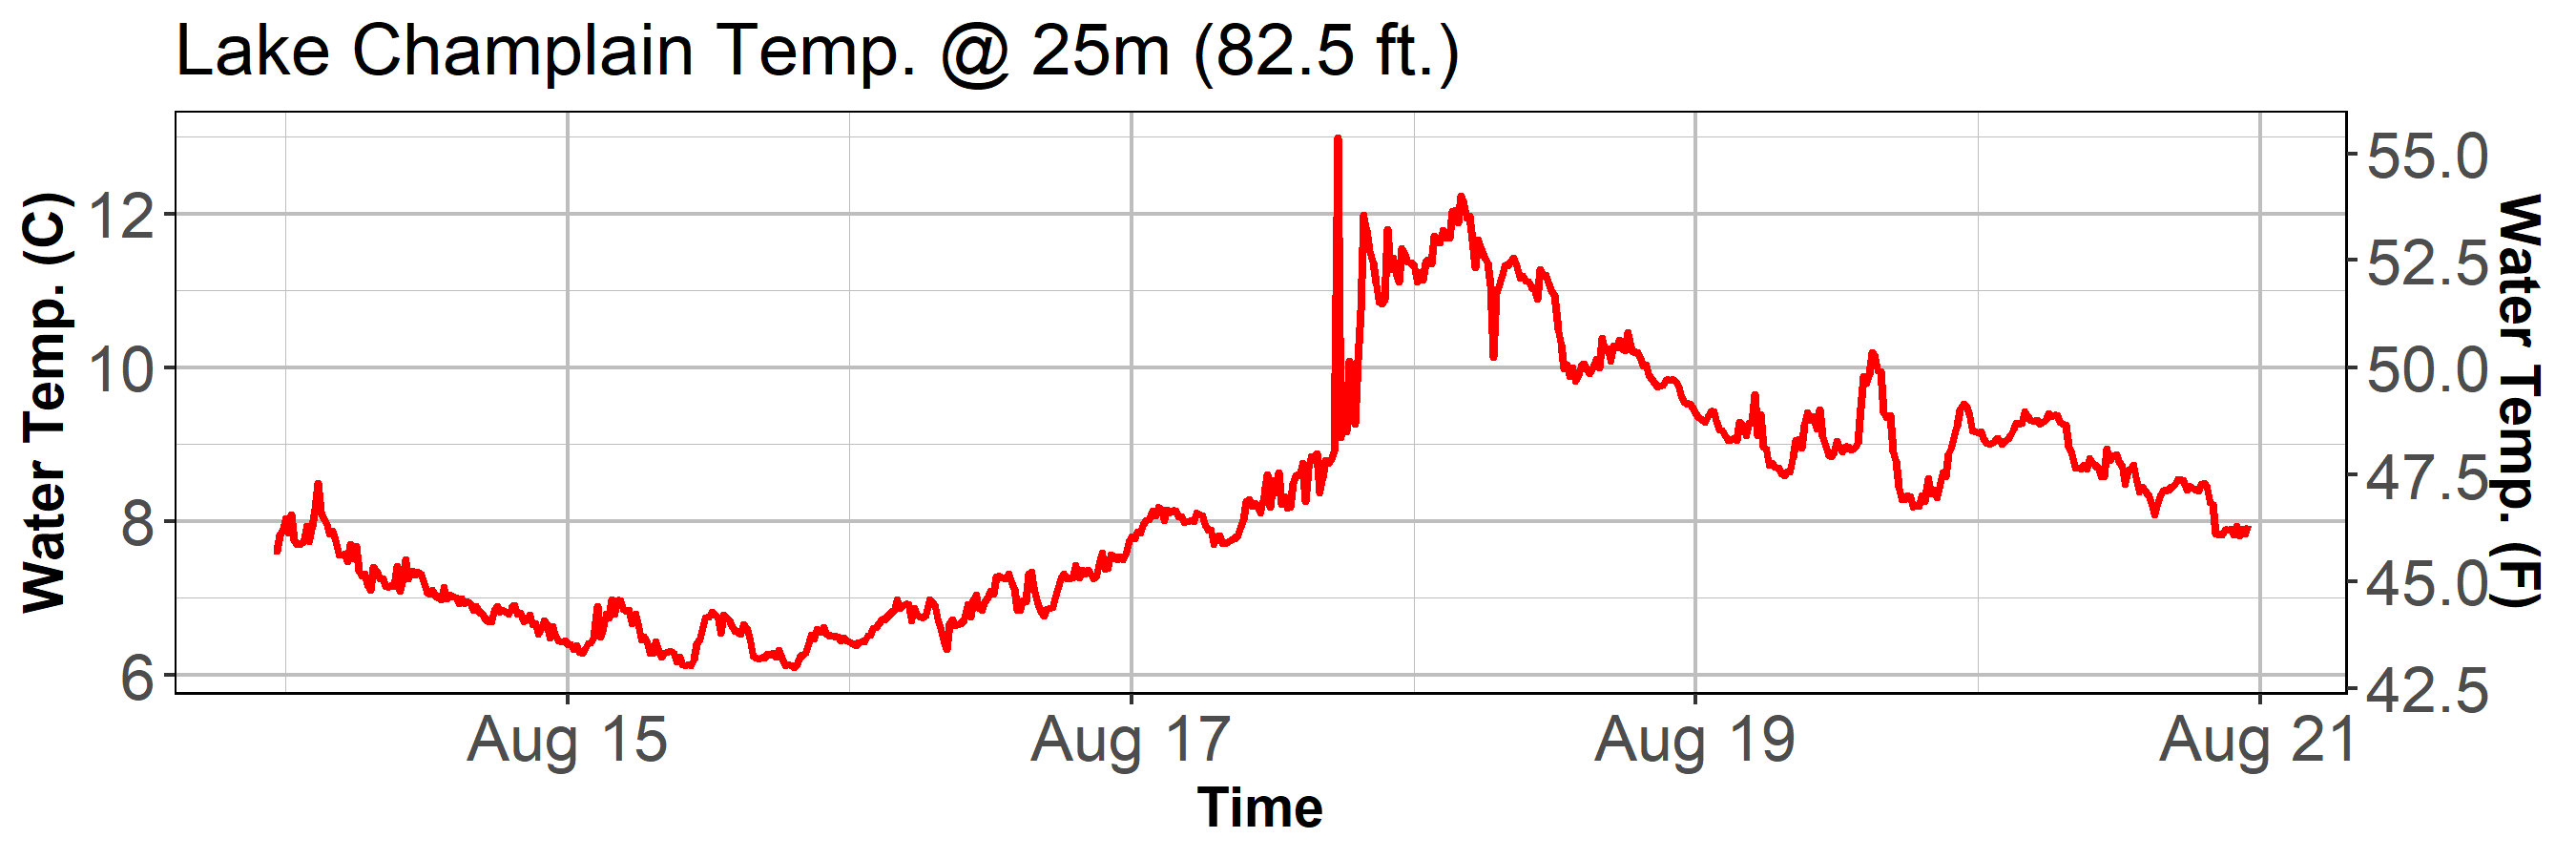 Lake Champlain Temp. @ 25m (82.5 ft.)
Water Temp. (C)
12
10
8
6
55.0
52.5
50.0
47.5
45.0
42.5
Water Temp. (F)
Aug 15 Aug 17 Aug 19 Aug 21
Time